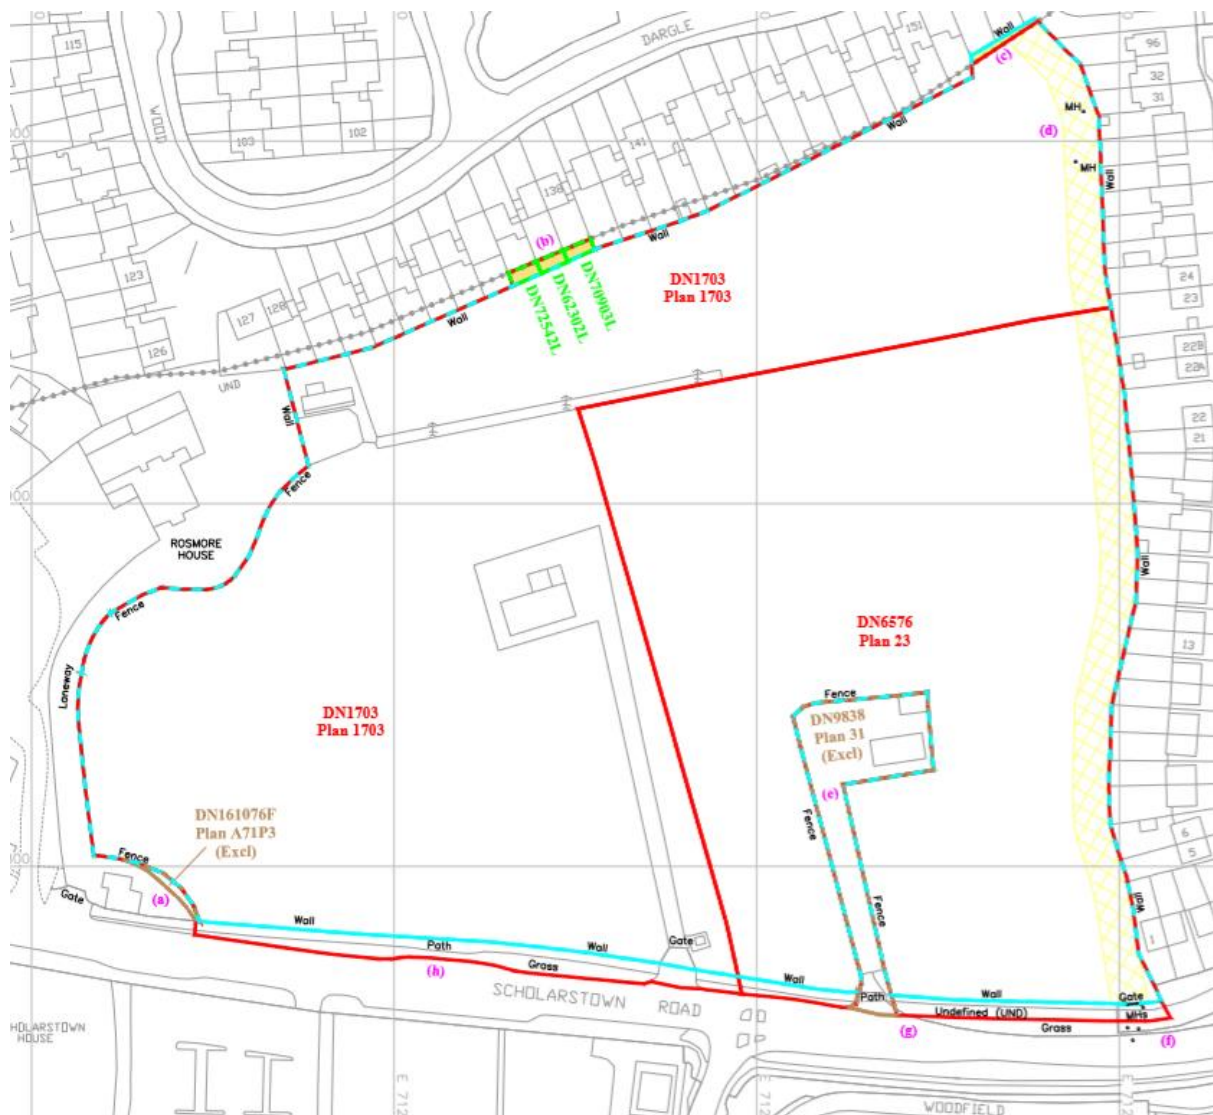 Wall
151
(c)
DARGLE
115
96
32
31
WOOD
MH
(d)
103
102
141
Wall
MH
Wall
138
(b)
Wall
123
DN1703
Plan 1703
DN70903L
DN62302L
DN72542L
24
23
127
128
Wall
126
22B
22A
UND
Wall
22
21
Fence
ROSMORE
HOUSE
Wall
Fence
DN6576
Plan 23
13
Laneway
Fence
DN1703
Plan 1703
DN9838
Plan 31
(Excl)
(e)
DN161076F
Plan A71P3
(Excl)
Fence
6
5
Fence
Gate
(a)
Fence
Wall
Wall
Path
Wall
Gate
1
(h)
Grass
Wall
Wall
Path
Gate
SCHOLARSTOWN ROAD
Undefined (UND)
MHs
(g)
Grass
(f)
HOLARSTOWN
HOUSE
E 712
E 712
WOODFIELD